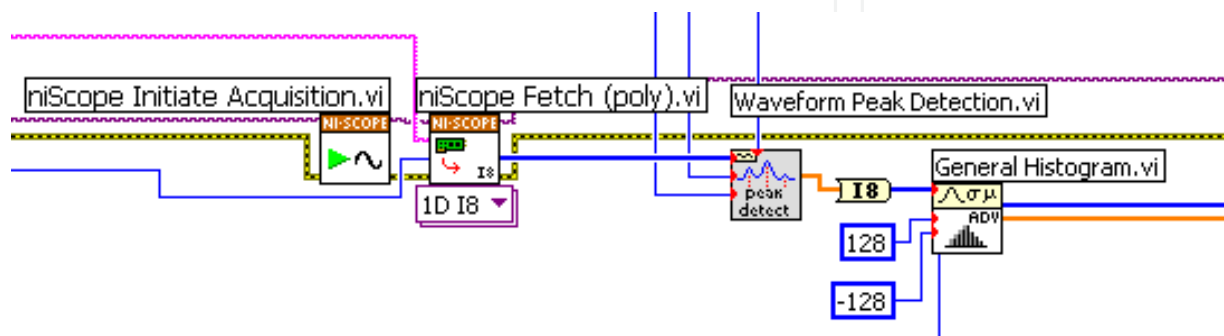 niScope Initiate Acquisition.vi
niScope Fetch (poly).vi
Waveform Peak Detection.vi
NI-SCOPE
NI-SCOPE
I8
1D I8
peak
detect
I8
General Histogram.vi
σμ
ADV
128
-128